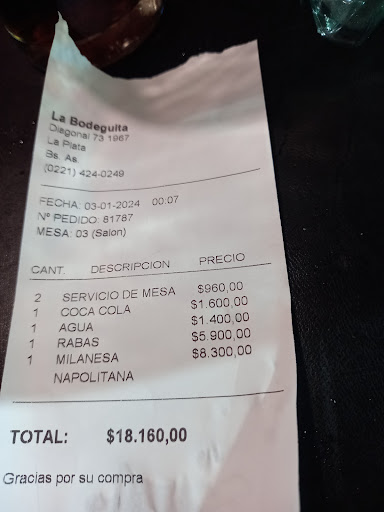 La Bodeguita
Diagonal 73 1967
La Plata
Bs. As.
(0221) 424-0249
FECHA: 03-01-2024 00:07
Nº PEDIDO: 81787
MESA: 03 (Salon)
CANT. DESCRIPCION PRECIO
2 SERVICIO DE MESA $960,00
1 COCA COLA $1.600,00
1 AGUA $1.400,00
1 RABAS $5.900,00
1 MILANESA $8.300,00
NAPOLITANA
TOTAL: $18.160,00
Gracias por su compra